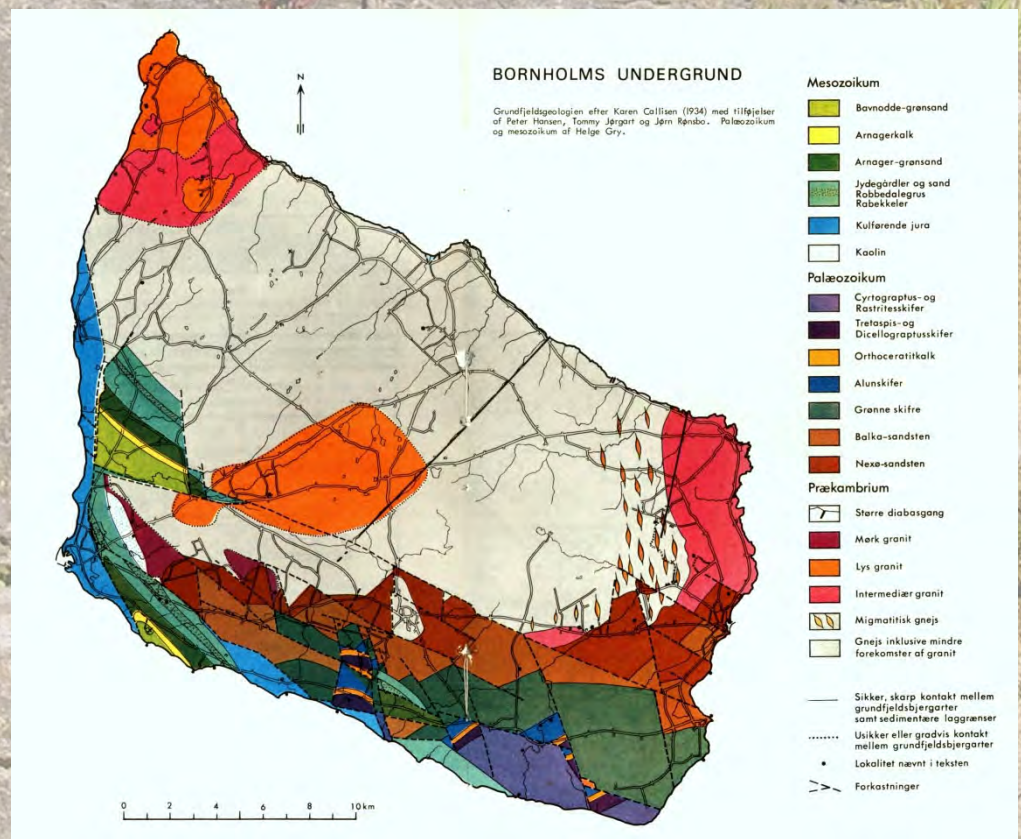 BORNHOLMS UNDERGRUND
Grundfjeldsgeologien efter Karen Callisen (1934) med tilføjelser
af Peter Hansen, Tommy Jørgart og Jørn Rønsbo. Palæozoikum
og mesozoikum af Helge Gry.
N
Mesozoikum
Bavnodde-grønsand
Arnagerkalk
Arnager-grønsand
Jydegårdler og sand
Robbedalegrus
Rabekkeler
Kulførende jura
Kaolin
Palæozoikum
Cyrtograptus- og
Rastritesskifer
Tretaspis- og
Dicellograptusskifer
Orthoceratitkalk
Alunskifer
Grønne skifre
Balka-sandsten
Nexø-sandsten
Prækambrium
Større diabasgang
Mørk granit
Lys granit
Intermediær granit
Migmatitisk gnejs
Gnejs inklusive mindre
forekomster af granit
Sikker, skarp kontakt mellem
grundfjeldsbjergarter
samt sedimentære laggrænser
Usikker eller gradvis kontakt
mellem grundfjeldsbjergarter
Lokalitet nævnt i teksten
Forkastninger
0 2 4 6 8 10 km